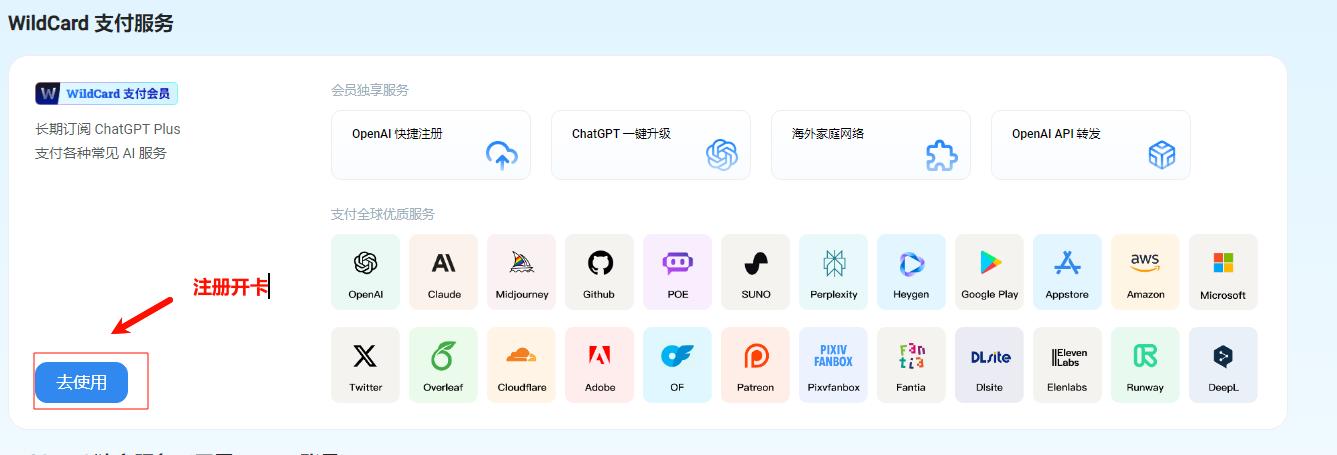 WildCard 支付服务
W WildCard 支付会员
长期订阅 ChatGPT Plus
支付各种常见 AI 服务
会员独享服务
OpenAI 快捷注册
ChatGPT 一键升级
海外家庭网络
OpenAI API 转发
支付全球优质服务
OpenAI
Claude
Midjourney
Github
POE
SUNO
Perplexity
Heygen
Google Play
Appstore
aws
Amazon
Microsoft
Twitter
Overleaf
Cloudflare
Adobe
OF
Patreon
PIXIV
FANBOX
Pixvfanbox
Fantia
Fantia
DLsite
Dlsite
ElevenLabs
Elenlabs
Runway
DeepL
注册开卡
去使用